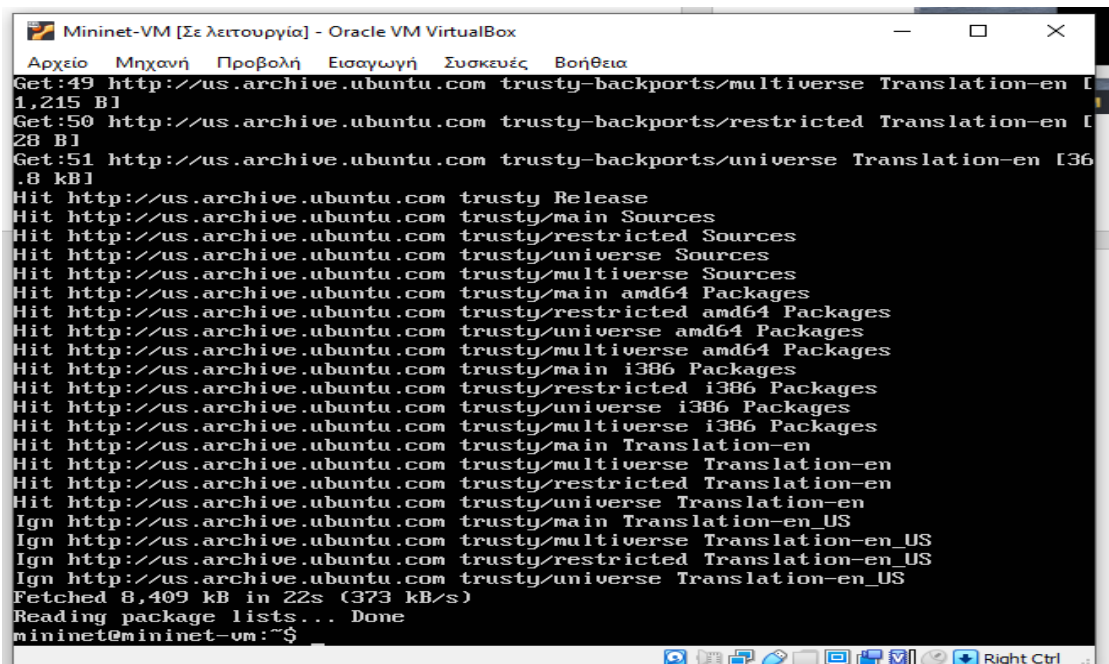 Mininet-VM [Σε λειτουργία] - Oracle VM VirtualBox
Αρχείο Μηχανή Προβολή Εισαγωγή Συσκευές Βοήθεια
Get:49 http://us.archive.ubuntu.com trusty-backports/multiverse Translation-en [
1,215 B]
Get:50 http://us.archive.ubuntu.com trusty-backports/restricted Translation-en [
28 B]
Get:51 http://us.archive.ubuntu.com trusty-backports/universe Translation-en [36
.8 kB]
Hit http://us.archive.ubuntu.com trusty Release
Hit http://us.archive.ubuntu.com trusty/main Sources
Hit http://us.archive.ubuntu.com trusty/restricted Sources
Hit http://us.archive.ubuntu.com trusty/universe Sources
Hit http://us.archive.ubuntu.com trusty/multiverse Sources
Hit http://us.archive.ubuntu.com trusty/main amd64 Packages
Hit http://us.archive.ubuntu.com trusty/restricted amd64 Packages
Hit http://us.archive.ubuntu.com trusty/universe amd64 Packages
Hit http://us.archive.ubuntu.com trusty/multiverse amd64 Packages
Hit http://us.archive.ubuntu.com trusty/main i386 Packages
Hit http://us.archive.ubuntu.com trusty/restricted i386 Packages
Hit http://us.archive.ubuntu.com trusty/universe i386 Packages
Hit http://us.archive.ubuntu.com trusty/multiverse i386 Packages
Hit http://us.archive.ubuntu.com trusty/main Translation-en
Hit http://us.archive.ubuntu.com trusty/multiverse Translation-en
Hit http://us.archive.ubuntu.com trusty/restricted Translation-en
Hit http://us.archive.ubuntu.com trusty/universe Translation-en
Ign http://us.archive.ubuntu.com trusty/main Translation-en_US
Ign http://us.archive.ubuntu.com trusty/multiverse Translation-en_US
Ign http://us.archive.ubuntu.com trusty/restricted Translation-en_US
Ign http://us.archive.ubuntu.com trusty/universe Translation-en_US
Fetched 8,409 kB in 22s (373 kB/s)
Reading package lists... Done
mininet@mininet-vm:~$ _
Right Ctrl